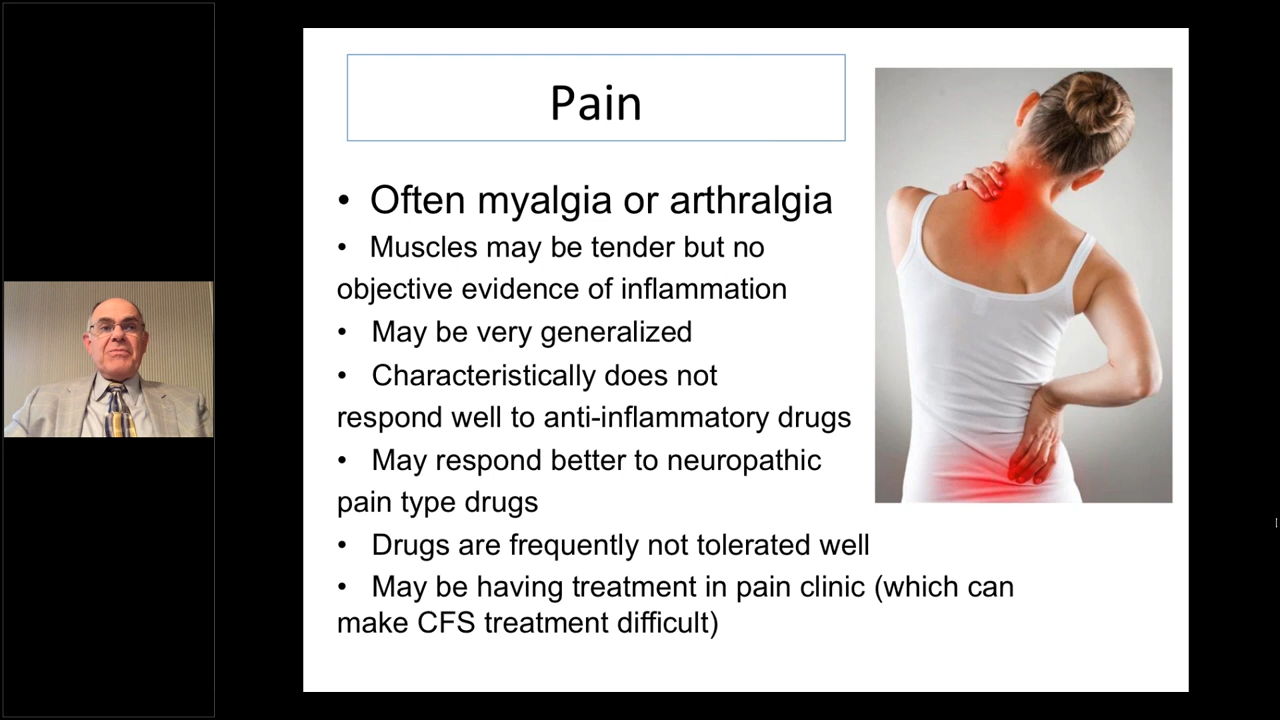 Pain
• Often myalgia or arthralgia
• Muscles may be tender but no
objective evidence of inflammation
• May be very generalized
• Characteristically does not
respond well to anti-inflammatory drugs
• May respond better to neuropathic
pain type drugs
• Drugs are frequently not tolerated well
• May be having treatment in pain clinic (which can
make CFS treatment difficult)